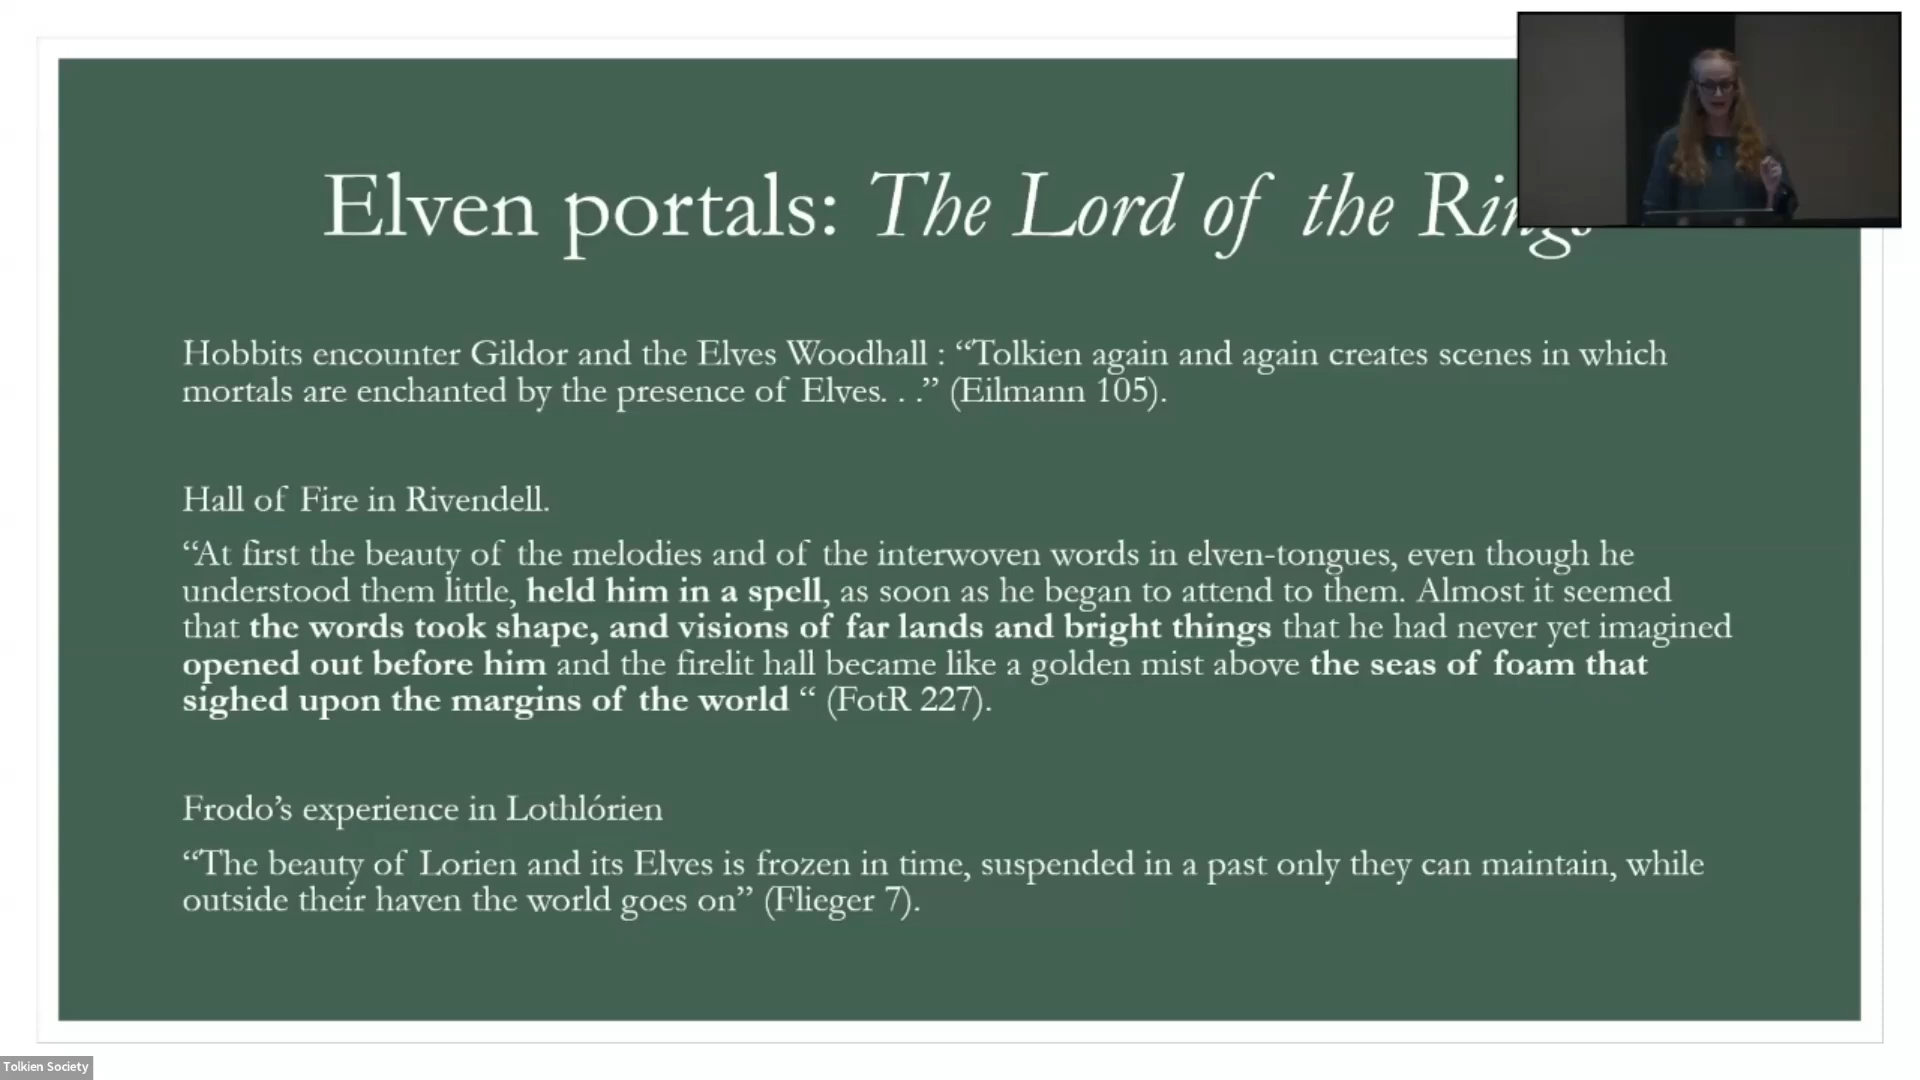 Elven portals: The Lord of the Rings
Hobbits encounter Gildor and the Elves Woodhall : “Tolkien again and again creates scenes in which
mortals are enchanted by the presence of Elves. . .” (Eilmann 105).
Hall of Fire in Rivendell.
“At first the beauty of the melodies and of the interwoven words in elven-tongues, even though he
understood them little, held him in a spell, as soon as he began to attend to them. Almost it seemed
that the words took shape, and visions of far lands and bright things that he had never yet imagined
opened out before him and the firelit hall became like a golden mist above the seas of foam that
sighed upon the margins of the world “ (FotR 227).
Frodo’s experience in Lothlórien
“The beauty of Lorien and its Elves is frozen in time, suspended in a past only they can maintain, while
outside their haven the world goes on” (Flieger 7).
Tolkien Society